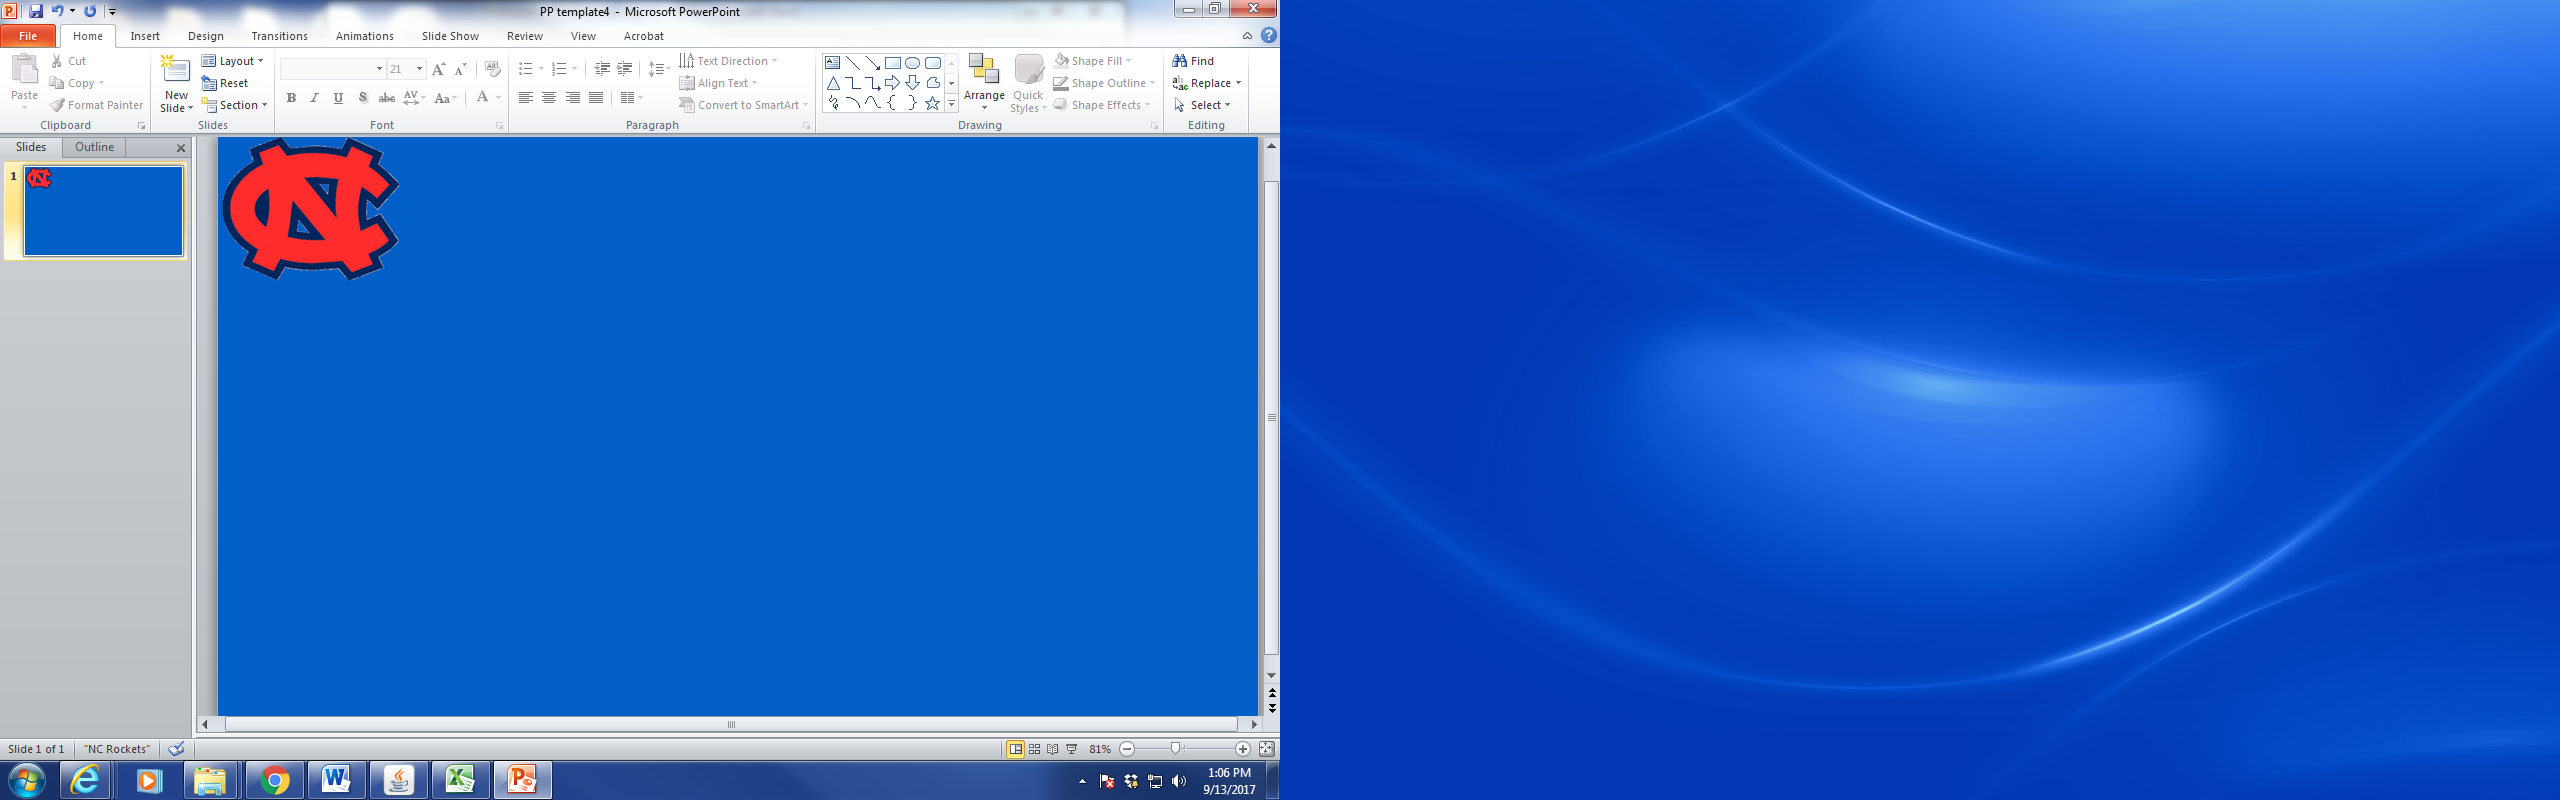 PP template4 - Microsoft PowerPoint
File Home Insert Design Transitions Animations Slide Show Review View Acrobat
Paste
Cut
Copy
Format Painter
Clipboard
New Slide
Layout
Reset
Section
Slides
21
Font
Text Direction
Align Text
Convert to SmartArt
Paragraph
Arrange
Quick Styles
Shape Fill
Shape Outline
Shape Effects
Drawing
Find
Replace
Select
Editing
Slides Outline
1
NC
Slide 1 of 1 "NC Rockets" 81%
1:06 PM
9/13/2017